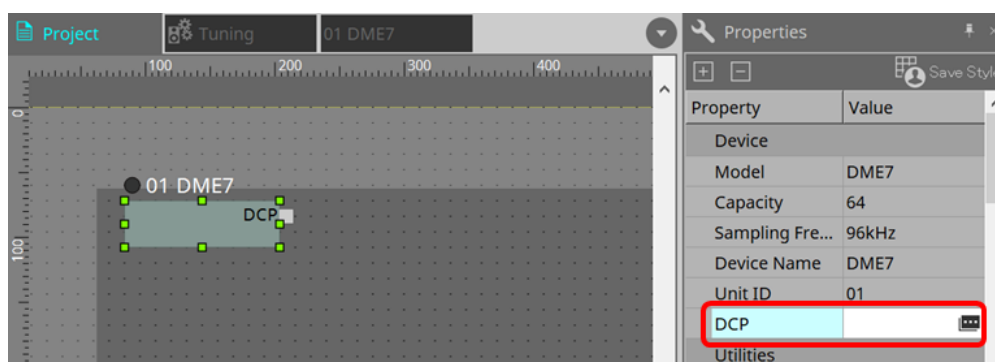 Project
Tuning
01 DME7
Properties
100
200
300
400
Save Style
Property Value
0
Device
01 DME7
Model DME7
DCP
Capacity 64
Sampling Fre... 96kHz
100
Device Name DME7
Unit ID 01
DCP
Utilities